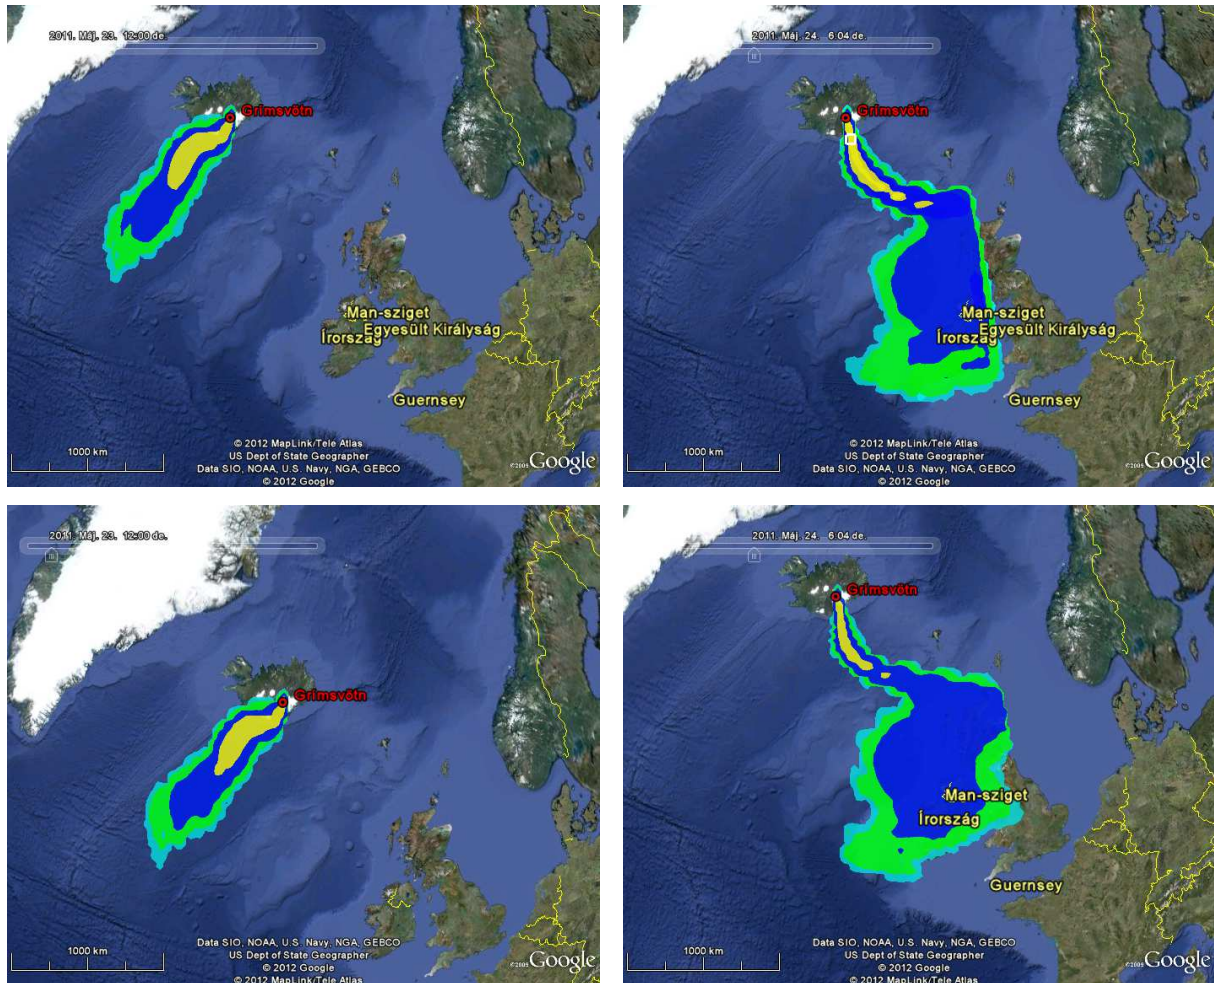 2011. Máj. 23. 12:00 de.
Grímsvötn
Man-sziget
Egyesült Királyság
Írország
Guernsey
1000 km
© 2012 MapLink/Tele Atlas
US Dept of State Geographer
Data SIO, NOAA, U.S. Navy, NGA, GEBCO
© 2012 Google
©2009 Google
2011. Máj. 24. 6:04 de.
Grímsvötn
Man-sziget
Egyesült Királyság
Írország
Guernsey
1000 km
© 2012 MapLink/Tele Atlas
US Dept of State Geographer
Data SIO, NOAA, U.S. Navy, NGA, GEBCO
© 2012 Google
©2009 Google
2011. Máj. 23. 12:00 de.
Grímsvötn
1000 km
Data SIO, NOAA, U.S. Navy, NGA, GEBCO
US Dept of State Geographer
© 2012 Google
© 2012 MapLink/Tele Atlas
©2009 Google
2011. Máj. 24. 6:04 de.
Grímsvötn
Man-sziget
Írország
Guernsey
1000 km
Data SIO, NOAA, U.S. Navy, NGA, GEBCO
US Dept of State Geographer
© 2012 Google
© 2012 MapLink/Tele Atlas
©2009 Google